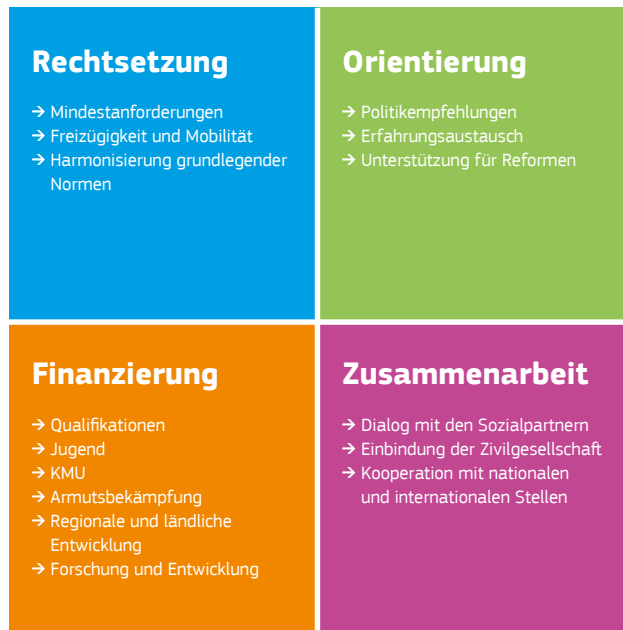 Rechtsetzung
→ Mindestanforderungen
→ Freizügigkeit und Mobilität
→ Harmonisierung grundlegender
Normen
Orientierung
→ Politikempfehlungen
→ Erfahrungsaustausch
→ Unterstützung für Reformen
Finanzierung
→ Qualifikationen
→ Jugend
→ KMU
→ Armutsbekämpfung
→ Regionale und ländliche
Entwicklung
→ Forschung und Entwicklung
Zusammenarbeit
→ Dialog mit den Sozialpartnern
→ Einbindung der Zivilgesellschaft
→ Kooperation mit nationalen
und internationalen Stellen